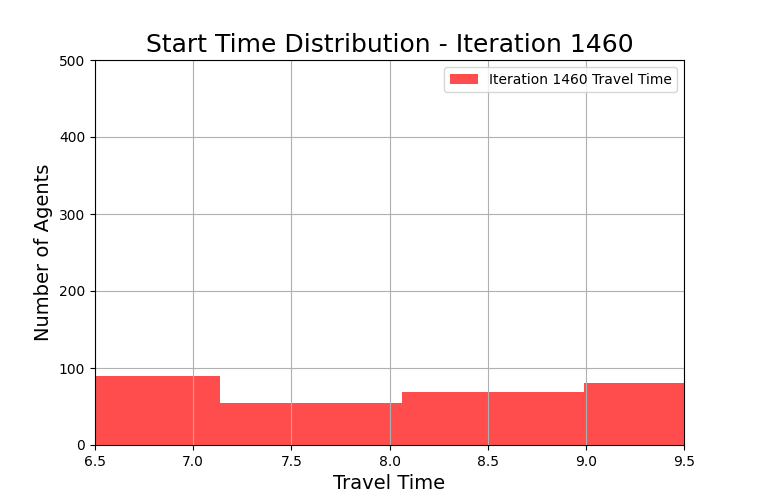 Start Time Distribution - Iteration 1460
Iteration 1460 Travel Time
Number of Agents
500
400
300
200
100
0
6.5 7.0 7.5 8.0 8.5 9.0 9.5
Travel Time